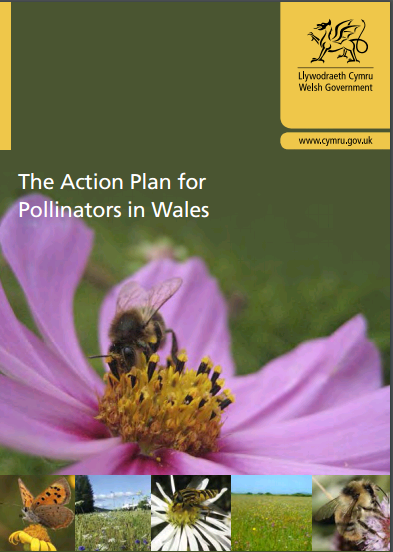 Llywodraeth Cymru
Welsh Government
www.cymru.gov.uk
The Action Plan for
Pollinators in Wales